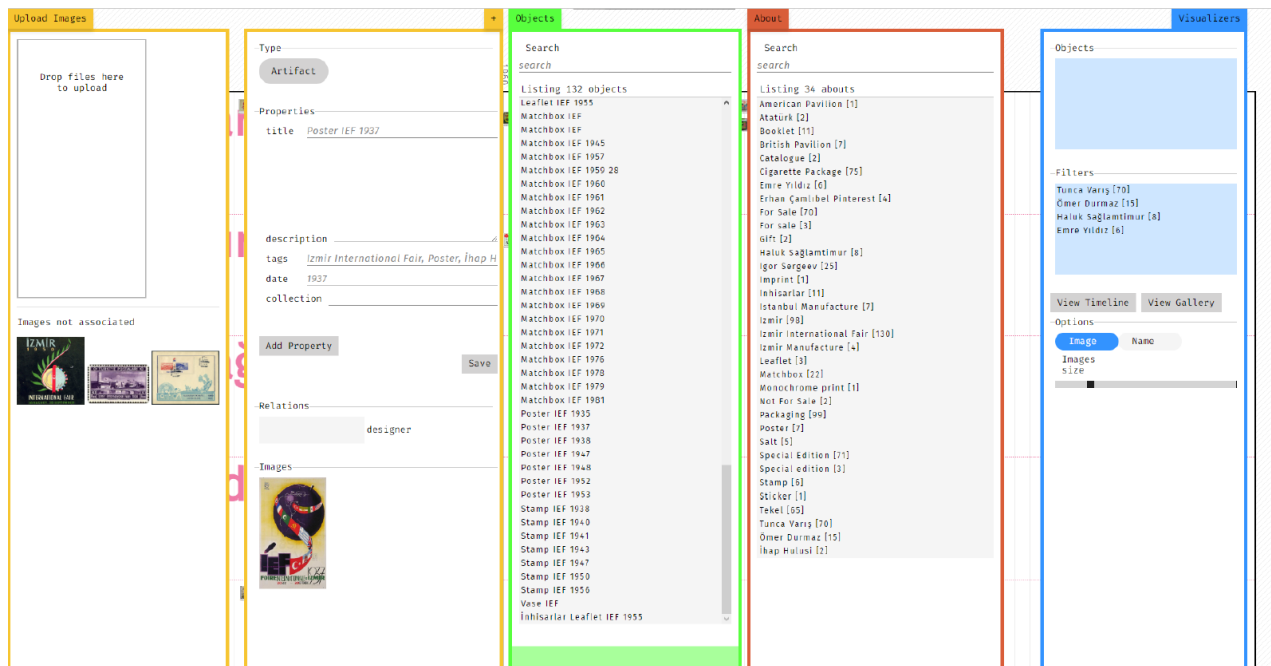 Upload Images
+
Objects
About
Visualizers
Drop files here
to upload
Images not associated
IZMIR
INTERNATIONAL FAIR
Type
Artifact
Properties
title Poster IEF 1937
description
tags Izmir International Fair, Poster, İhap H
date 1937
collection
Add Property
Save
Relations
designer
Images
İEF
1937
Search
search
Listing 132 objects
Leaflet IEF 1955
Matchbox IEF
Matchbox IEF
Matchbox IEF 1945
Matchbox IEF 1957
Matchbox IEF 1959 28
Matchbox IEF 1960
Matchbox IEF 1961
Matchbox IEF 1962
Matchbox IEF 1963
Matchbox IEF 1964
Matchbox IEF 1965
Matchbox IEF 1966
Matchbox IEF 1967
Matchbox IEF 1968
Matchbox IEF 1969
Matchbox IEF 1970
Matchbox IEF 1971
Matchbox IEF 1972
Matchbox IEF 1976
Matchbox IEF 1978
Matchbox IEF 1979
Matchbox IEF 1981
Poster IEF 1935
Poster IEF 1937
Poster IEF 1938
Poster IEF 1947
Poster IEF 1948
Poster IEF 1952
Poster IEF 1953
Stamp IEF 1938
Stamp IEF 1940
Stamp IEF 1941
Stamp IEF 1943
Stamp IEF 1947
Stamp IEF 1950
Stamp IEF 1956
Vase IEF
İnhisarlar Leaflet IEF 1955
Search
search
Listing 34 abouts
American Pavilion [1]
Atatürk [2]
Booklet [11]
British Pavilion [7]
Catalogue [2]
Cigarette Package [75]
Emre Yıldız [6]
Erhan Çamlıbel Pinterest [4]
For Sale [70]
For sale [3]
Gift [2]
Haluk Sağlamtimur [8]
Igor Sergeev [25]
Imprint [1]
Inhisarlar [11]
Istanbul Manufacture [7]
Izmir [98]
Izmir International Fair [130]
Izmir Manufacture [4]
Leaflet [3]
Matchbox [22]
Monochrome print [1]
Not For Sale [2]
Packaging [99]
Poster [7]
Salt [5]
Special Edition [71]
Special edition [3]
Stamp [6]
Sticker [1]
Tekel [65]
Tunca Varış [70]
Ömer Durmaz [15]
İhap Hulusi [2]
Objects
Filters
Tunca Varış [70]
Ömer Durmaz [15]
Haluk Sağlamtimur [8]
Emre Yıldız [6]
View Timeline
View Gallery
Options
Image
Name
Images
size